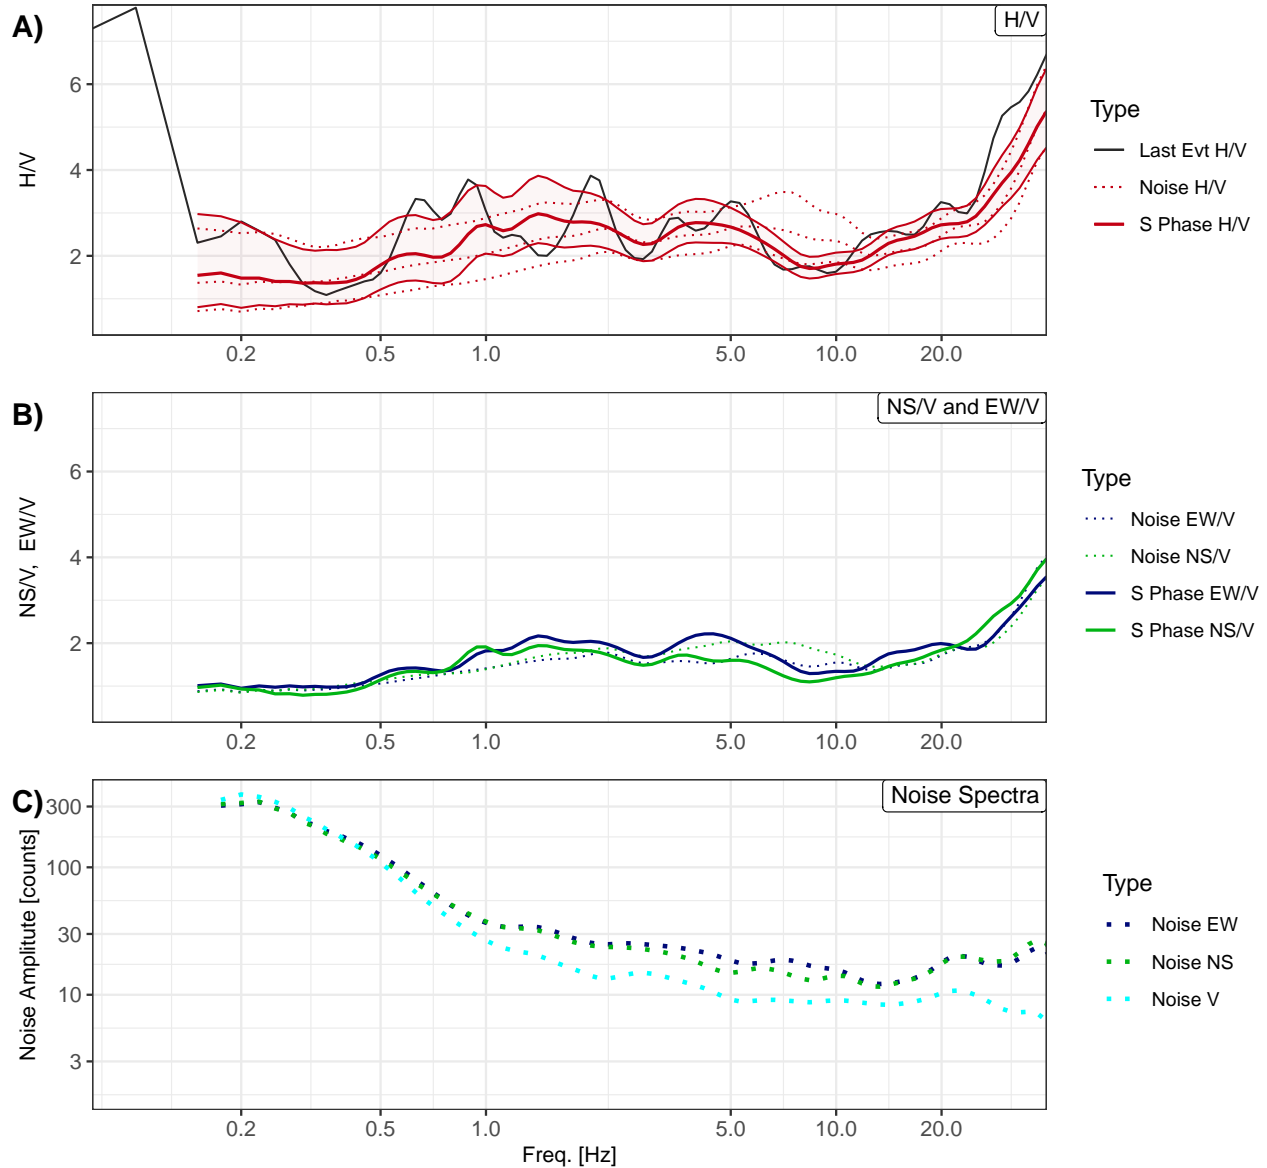 A)
H/V
6
4
2
H/V
0.2 0.5 1.0 5.0 10.0 20.0
Type
Last Evt H/V
Noise H/V
S Phase H/V
B)
NS/V and EW/V
6
4
2
NS/V, EW/V
0.2 0.5 1.0 5.0 10.0 20.0
Type
Noise EW/V
Noise NS/V
S Phase EW/V
S Phase NS/V
C)
Noise Spectra
300
100
30
10
3
Noise Amplitute [counts]
0.2 0.5 1.0 5.0 10.0 20.0
Freq. [Hz]
Type
Noise EW
Noise NS
Noise V